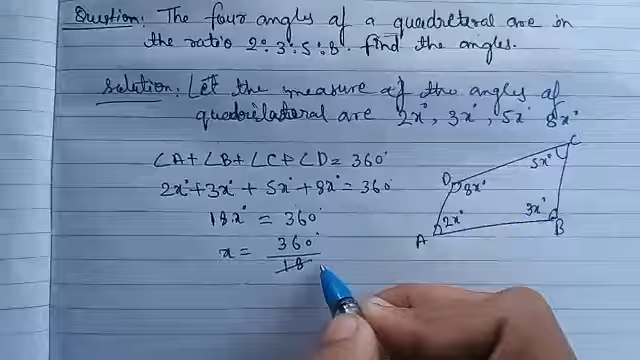 Question: The four angles of a quadreteral are in
the ratio 2:3:5:8. find the angles.
Solution: Let the measure of the angles of
quadrilateral are 2x°, 3x°, 5x° 8x°
∠A+∠B+∠C+∠D=360°
2x°+3x°+5x°+8x°=360
18x°=360°
x=360°/18
C
5x°
D
8x°
3x°
2x°
A
B